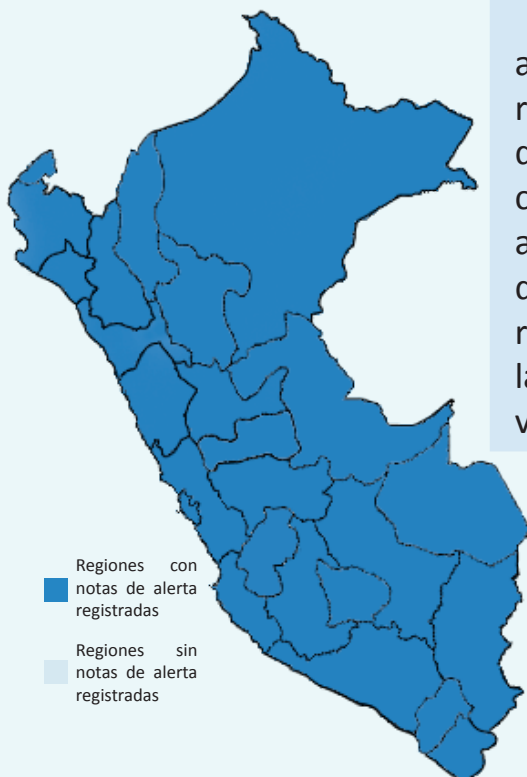 Regiones con
notas de alerta
registradas
Regiones sin
notas de alerta
registradas